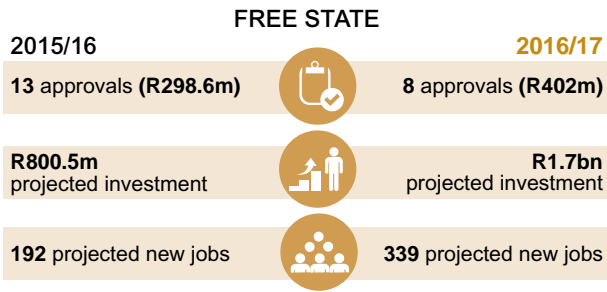 FREE STATE
2015/16
2016/17
13 approvals (R298.6m)
8 approvals (R402m)
R800.5m
projected investment
R1.7bn
projected investment
192 projected new jobs
339 projected new jobs